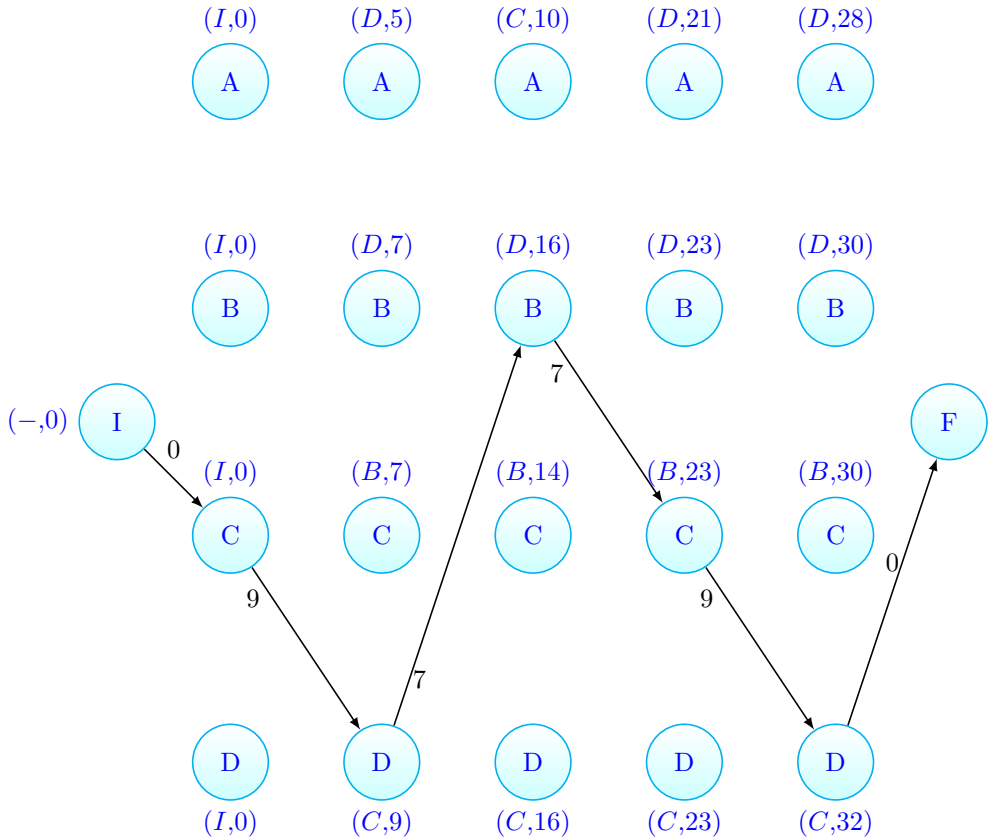 (I,0) (D,5) (C,10) (D,21) (D,28)
A A A A A
(I,0) (D,7) (D,16) (D,23) (D,30)
B B B B B
7
(−,0) I F
0
(I,0) (B,7) (B,14) (B,23) (B,30)
C C C C C
0
9 9
7
D D D D D
(I,0) (C,9) (C,16) (C,23) (C,32)